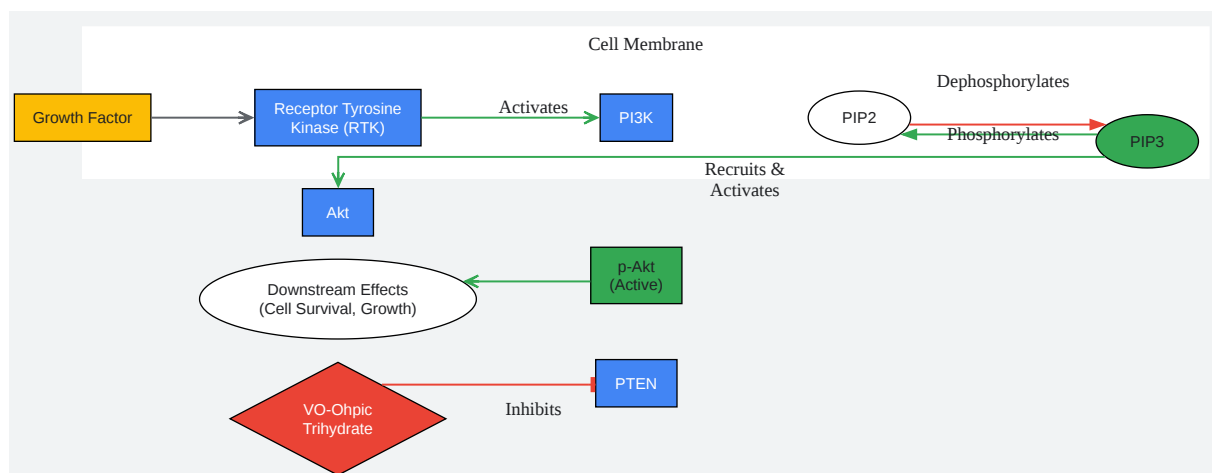 Cell Membrane
Dephosphorylates
Growth Factor
Receptor Tyrosine
Kinase (RTK)
Activates
PI3K
PIP2
Phosphorylates
PIP3
Recruits &
Activates
Akt
p-Akt
(Active)
Downstream Effects
(Cell Survival, Growth)
PTEN
VO-Ohpic
Trihydrate
Inhibits